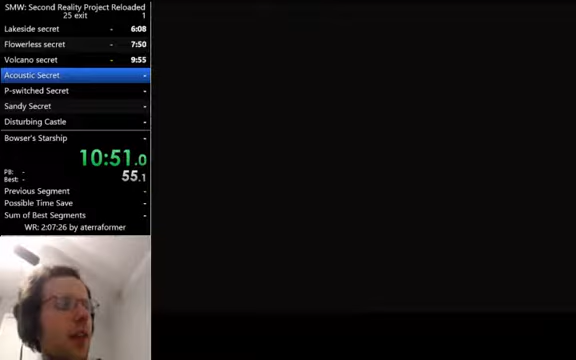 SMW: Second Reality Project Reloaded
25 exit 1
Lakeside secret - 6:08
Flowerless secret - 7:50
Volcano secret - 9:55
Acoustic Secret -
P-switched Secret -
Sandy Secret -
Disturbing Castle -
Bowser's Starship -
10:51.0
PB: -
Best: - 55.1
Previous Segment -
Possible Time Save -
Sum of Best Segments -
WR: 2:07:26 by aterraformer